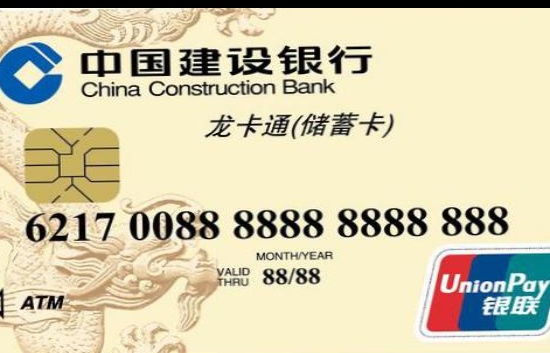 中国建设银行
China Construction Bank
龙卡通(储蓄卡)
6217 0088 8888 8888 888
MONTH/YEAR
VALID THRU 88/88
ATM
UnionPay
银联